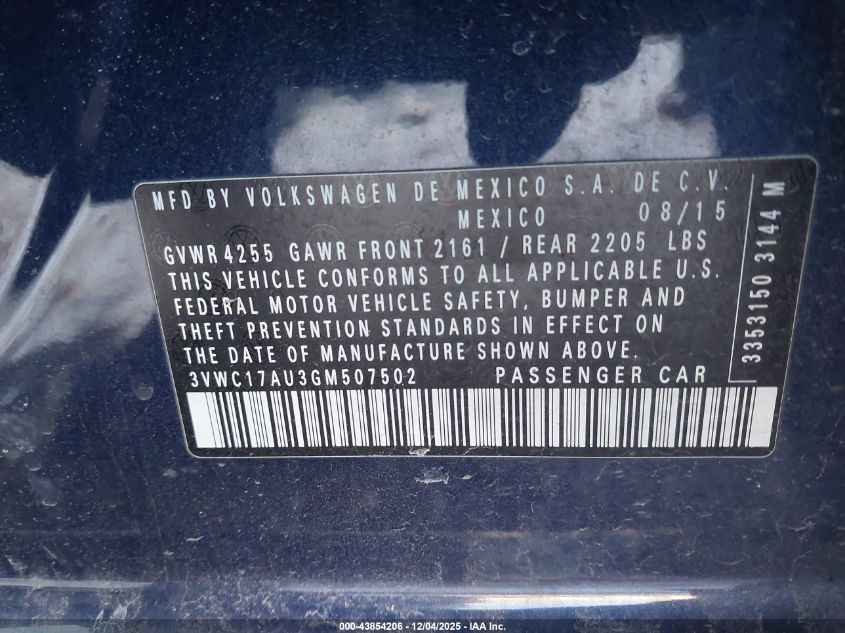 MFD BY VOLKSWAGEN DE MEXICO S.A. DE C.V.
MEXICO 08/15
GVWR 4255 GAWR FRONT 2161 / REAR 2205 LBS
THIS VEHICLE CONFORMS TO ALL APPLICABLE U.S.
FEDERAL MOTOR VEHICLE SAFETY, BUMPER AND
THEFT PREVENTION STANDARDS IN EFFECT ON
THE DATE OF MANUFACTURE SHOWN ABOVE.
3VWC17AU3GM507502 PASSENGER CAR
3353150 3144 M
000-43854206 - 12/04/2025 - IAA Inc.